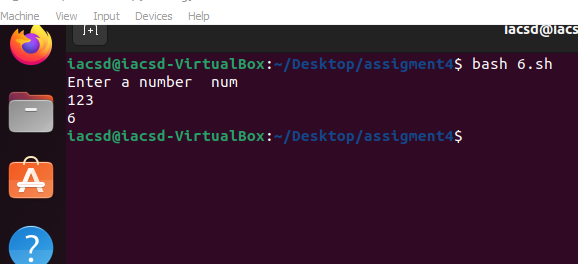 Machine View Input Devices Help
iacsd@iacs
iacsd@iacsd-VirtualBox:~/Desktop/assigment4$ bash 6.sh
Enter a number  num
123
6
iacsd@iacsd-VirtualBox:~/Desktop/assigment4$